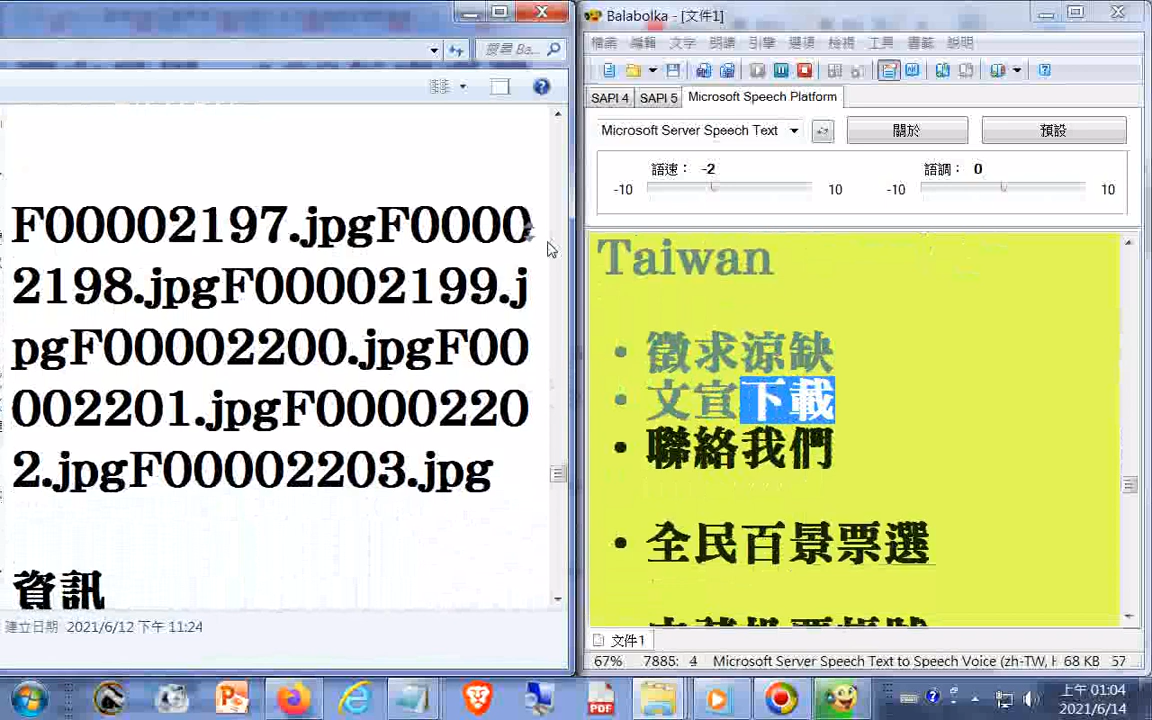 搜尋 Ba...
F00002197.jpgF0000
2198.jpgF00002199.j
pgF00002200.jpgF00
002201.jpgF0000220
2.jpgF00002203.jpg
資訊
建立日期 2021/6/12 下午 11:24
Balabolka - [文件1]
檔案 編輯 文字 朗讀 引擎 選項 檢視 工具 書籤 說明
SAPI 4 SAPI 5 Microsoft Speech Platform
Microsoft Server Speech Text 關於 預設
語速： -2 語調： 0
-10 10 -10 10
Taiwan
• 徵求涼缺
• 文宣下載
• 聯絡我們
• 全民百景票選
文件1
67% 7885: 4 Microsoft Server Speech Text to Speech Voice (zh-TW, H 68 KB 57
PDF
上午 01:04
2021/6/14